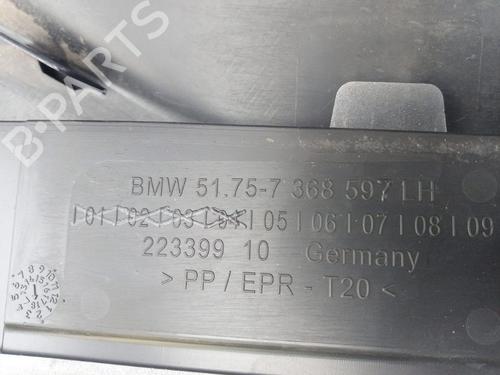 B-PARTS
BMW 51.75-7 368 597 LH
01 | 02 | 03 | 04 | 05 | 06 | 07 | 08 | 09
223399 10 Germany
> PP / EPR - T20 <